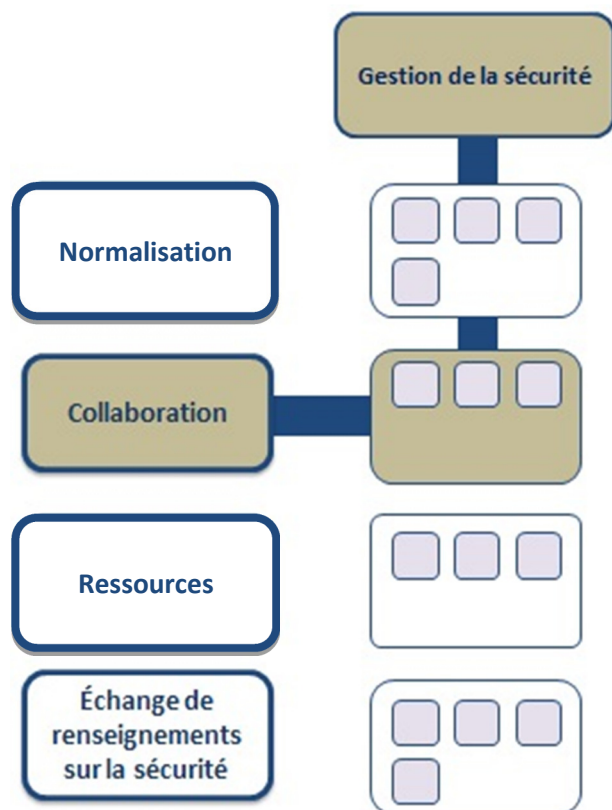 Gestion de la sécurité
Normalisation
Collaboration
Ressources
Échange de
renseignements
sur la sécurité